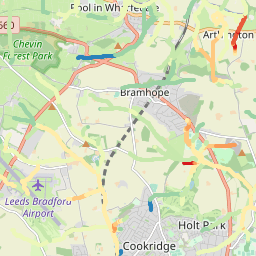 Pool in Wharfedale
Chevin
Forest Park
Arthington
Bramhope
Leeds Bradford
Airport
Holt Park
Cookridge